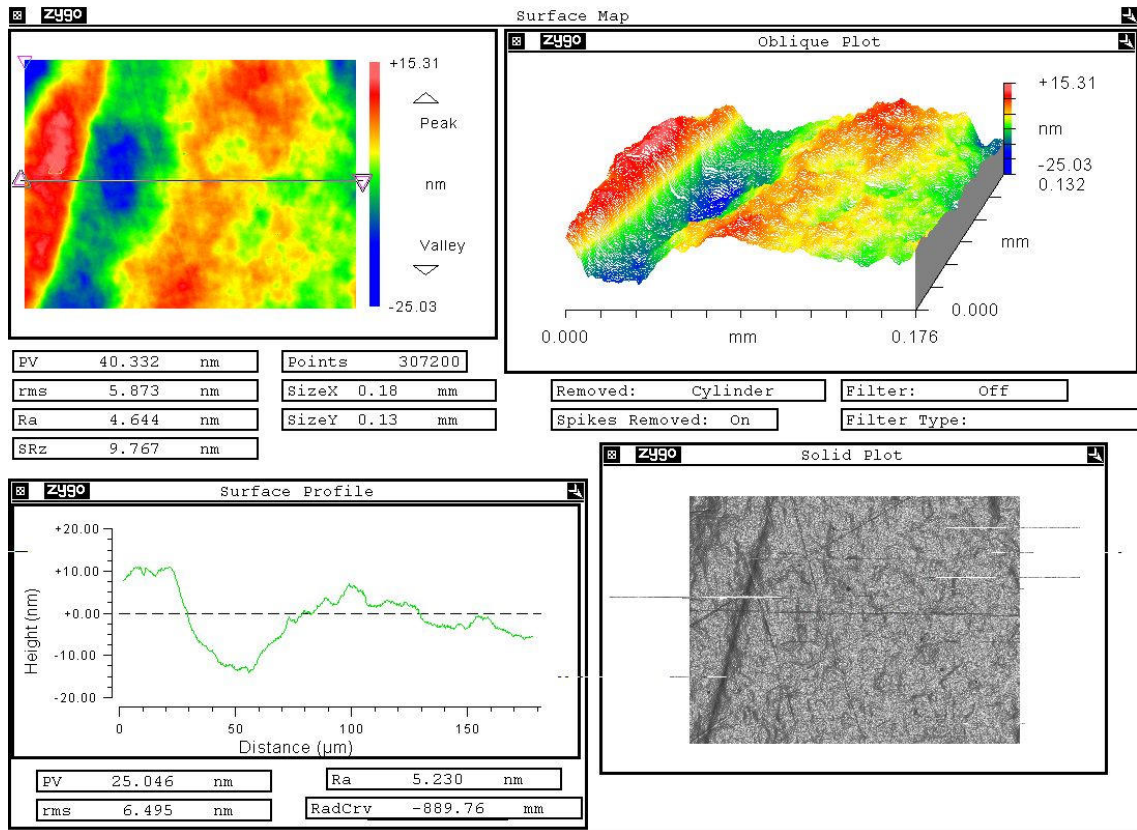 zygo Surface Map
+15.31
Peak
nm
Valley
-25.03
zygo Oblique Plot
+15.31
nm
-25.03
0.132
mm
0.000
0.000 mm 0.176
PV 40.332 nm
rms 5.873 nm
Ra 4.644 nm
SRz 9.767 nm
Points 307200
SizeX 0.18 mm
SizeY 0.13 mm
Removed: Cylinder
Filter: Off
Spikes Removed: On
Filter Type:
zygo Surface Profile
+20.00
+10.00
+0.00
-10.00
-20.00
Height (nm)
0 50 100 150
Distance (µm)
PV 25.046 nm
Ra 5.230 nm
rms 6.495 nm
RadCrv -889.76 mm
zygo Solid Plot